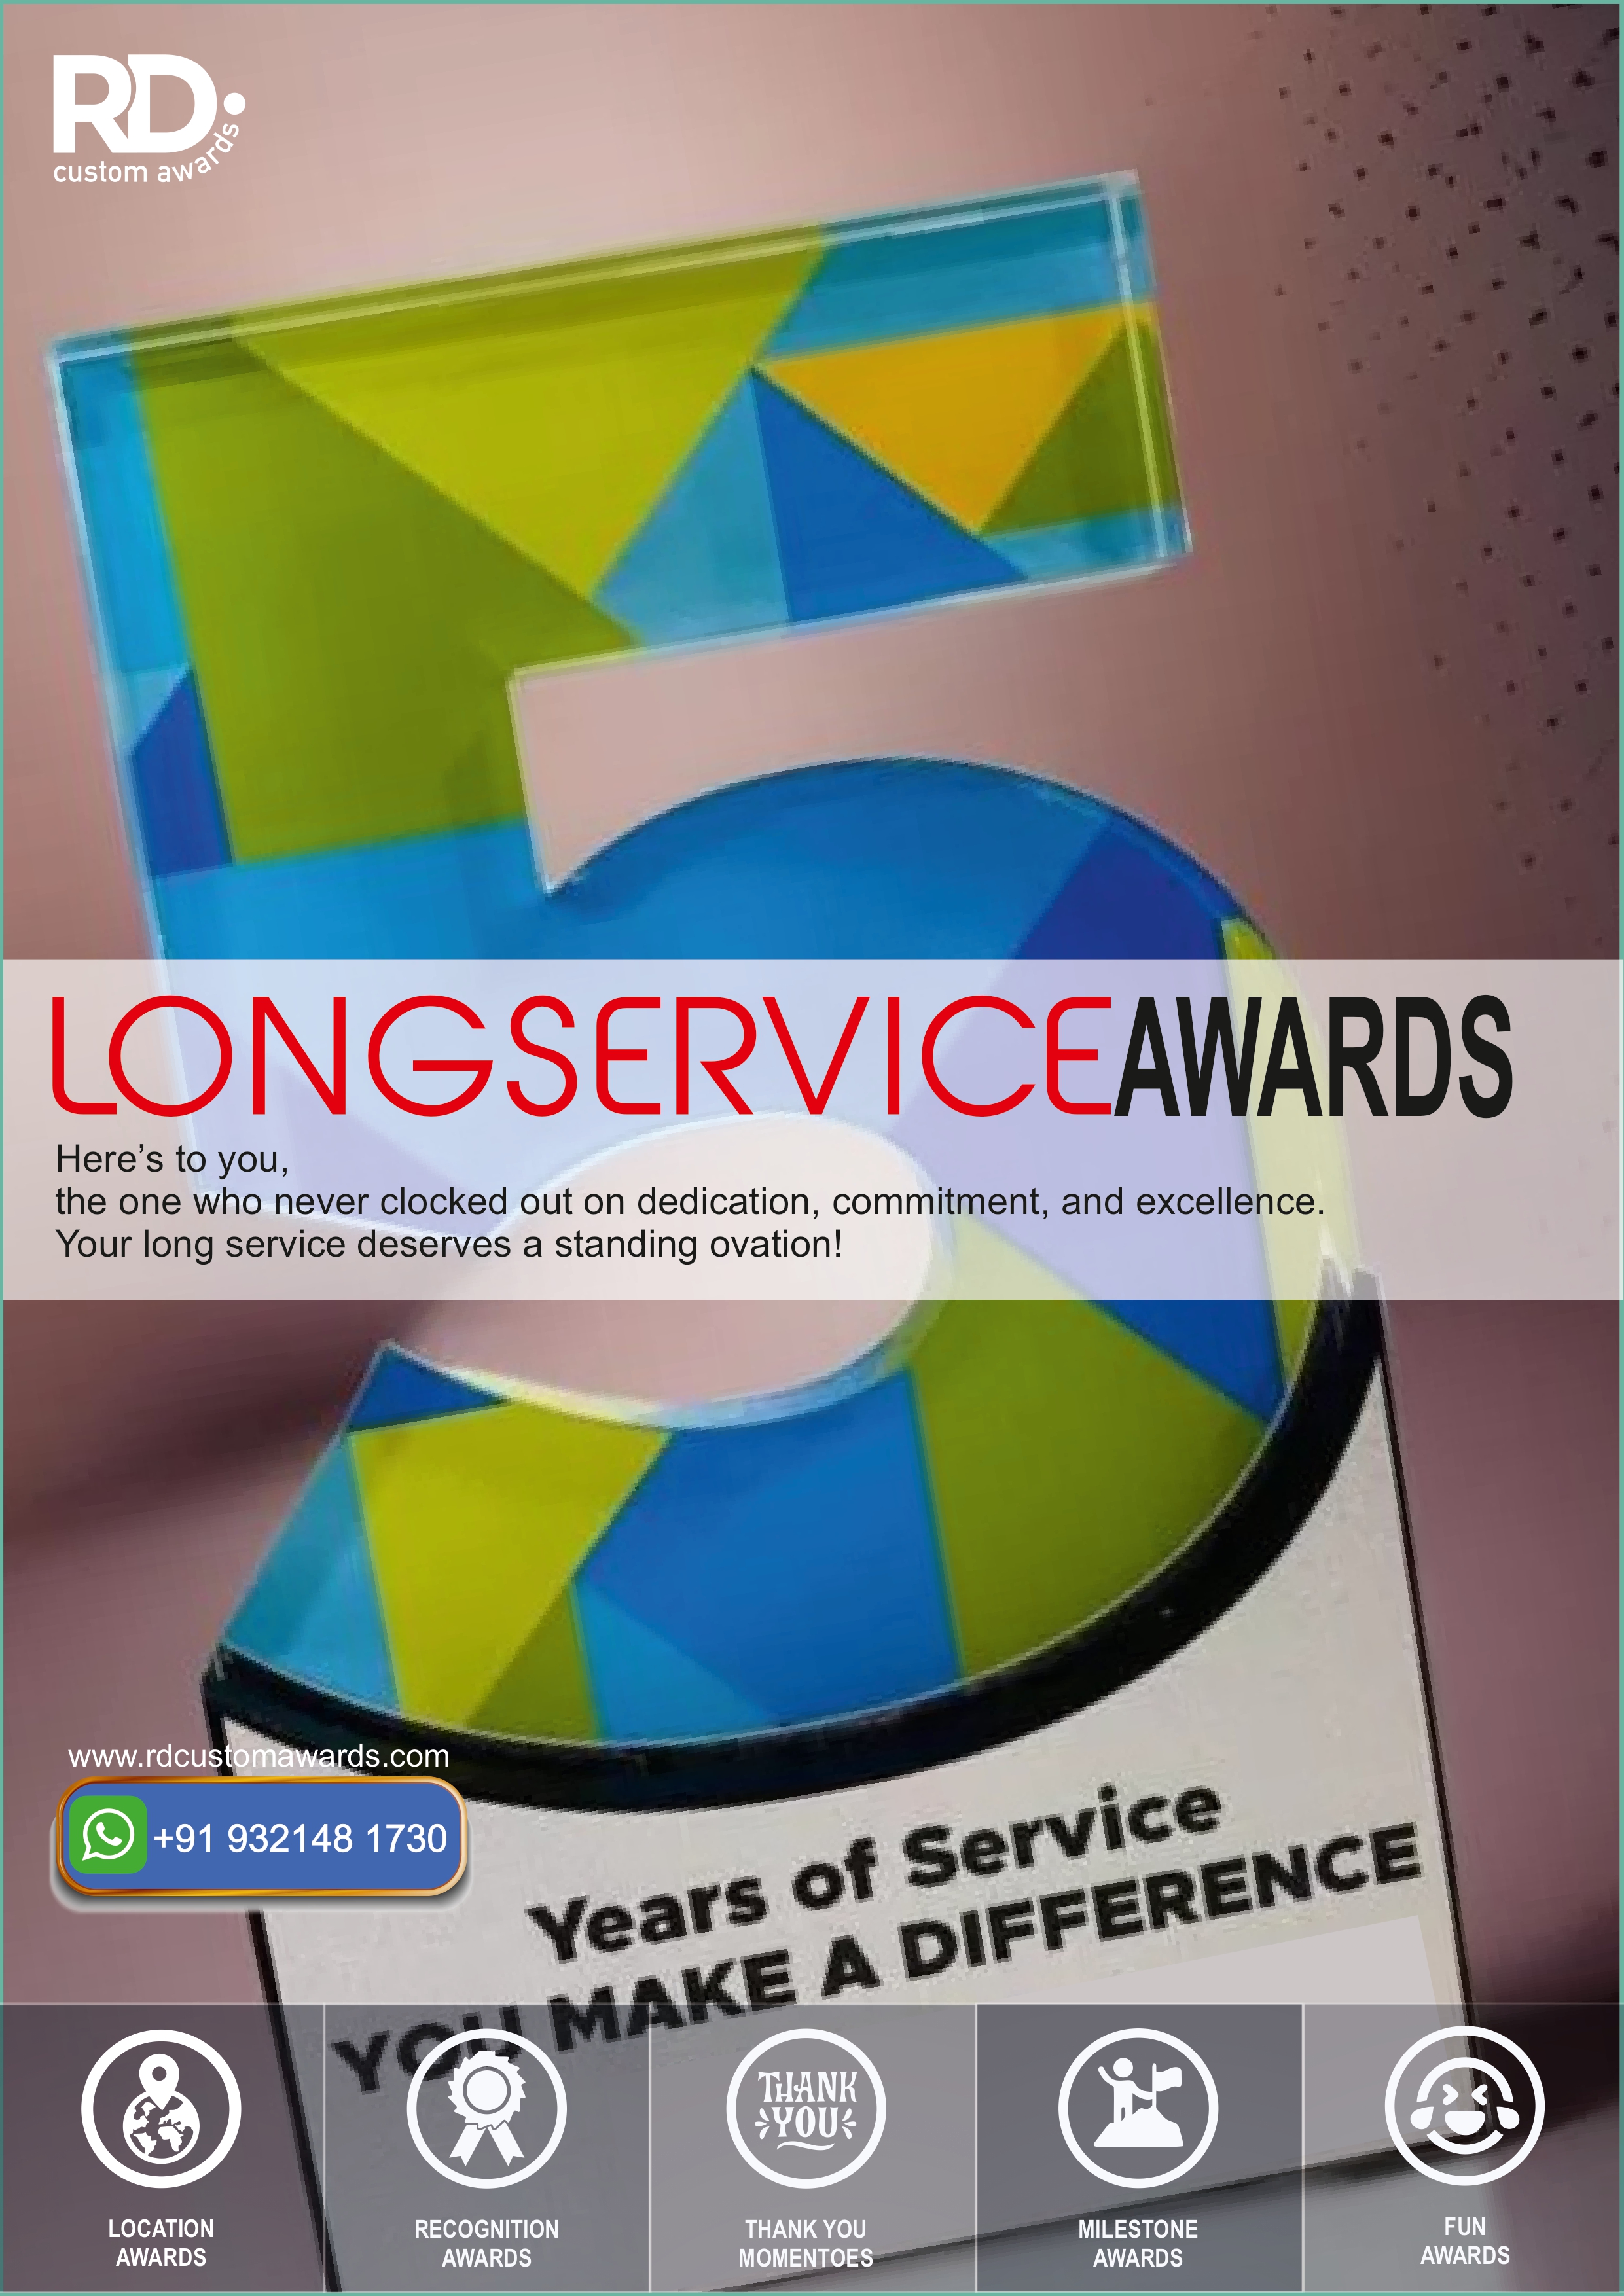 RD
custom awards
LONGSERVICEAWARDS
Here’s to you,
the one who never clocked out on dedication, commitment, and excellence.
Your long service deserves a standing ovation!
www.rdcustomawards.com
+91 932148 1730
Years of Service
YOU MAKE A DIFFERENCE
THANK
YOU
LOCATION
AWARDS
RECOGNITION
AWARDS
THANK YOU
MOMENTOES
MILESTONE
AWARDS
FUN
AWARDS
5